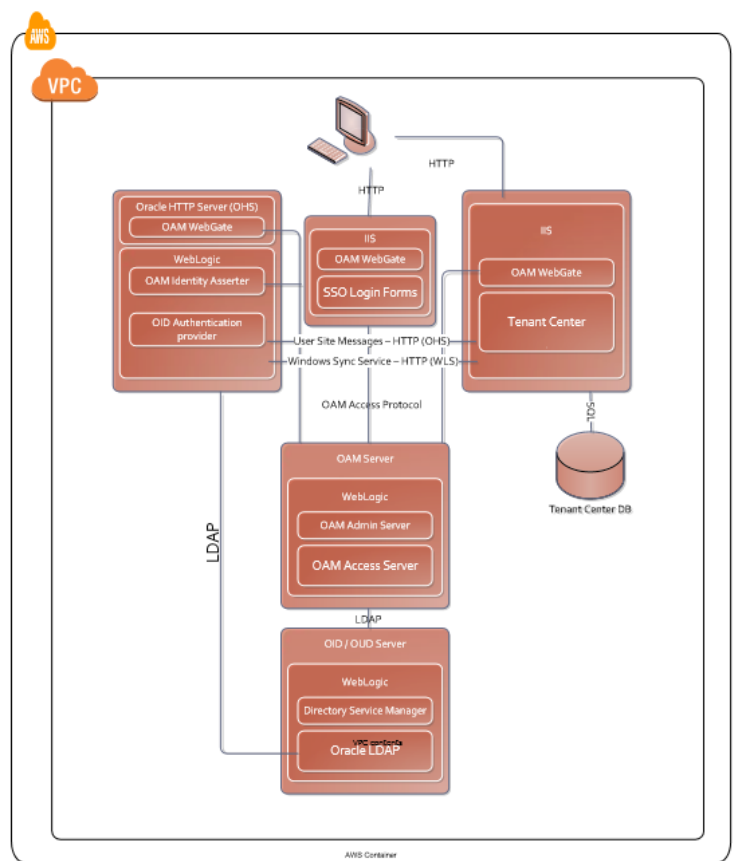 AWS
VPC
HTTP
HTTP
Oracle HTTP Server (OHS)
OAM WebGate
WebLogic
OAM Identity Asserter
OID Authentication
provider
IIS
OAM WebGate
SSO Login Forms
IIS
OAM WebGate
Tenant Center
User Site Messages – HTTP (OHS)
Windows Sync Service – HTTP (WLS)
OAM Access Protocol
SQL
Tenant Center DB
OAM Server
WebLogic
OAM Admin Server
OAM Access Server
LDAP
LDAP
OID / OUD Server
WebLogic
Directory Service Manager
VPC contents
Oracle LDAP
AWS Container